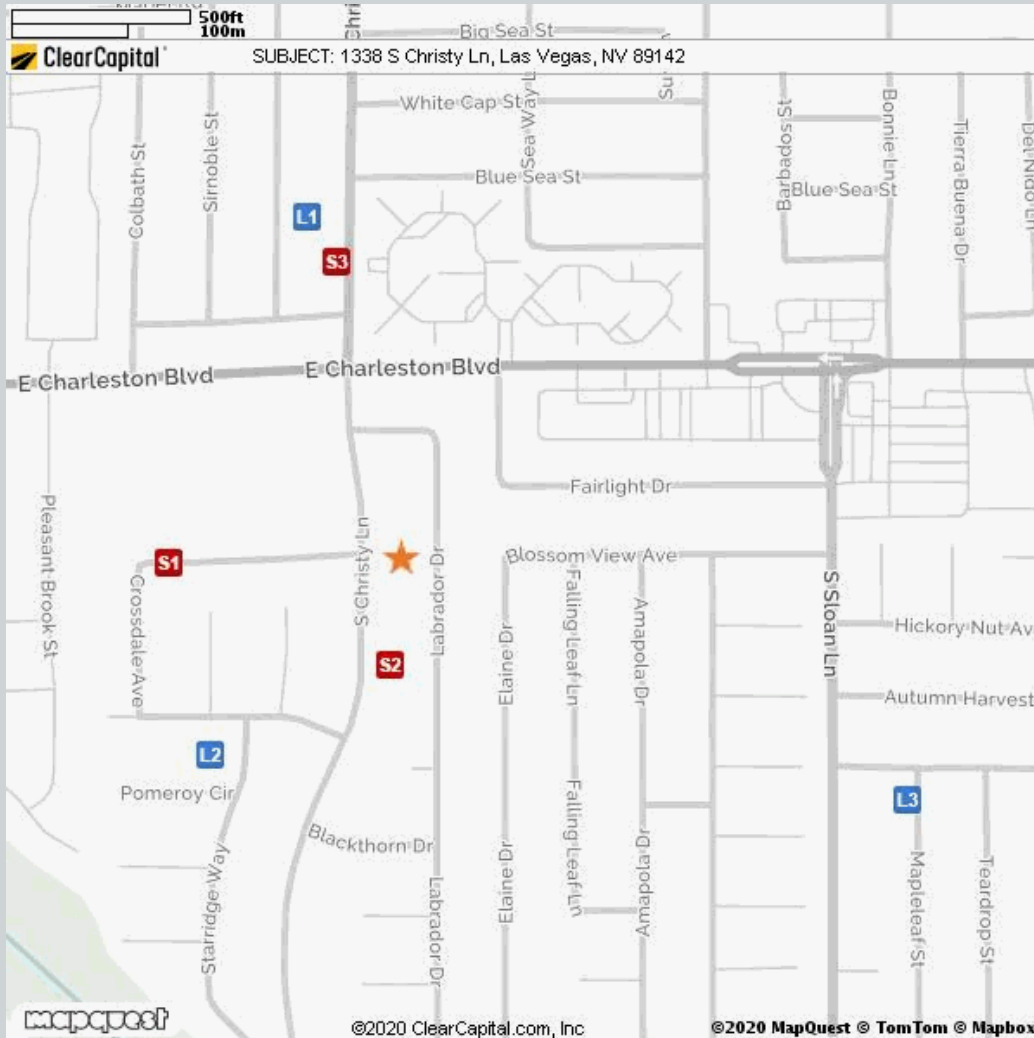 500ft
100m
Big Sea St
ClearCapital
SUBJECT: 1338 S Christy Ln, Las Vegas, NV 89142
White Cap St
Sea Way L
Blue Sea St
Barbados St
Bonnie Ln
Blue Sea St
Tierra Buena Dr
Del Nido Ln
Colbath St
Sirnoble St
L1
S3
E Charleston Blvd
E Charleston Blvd
Fairlight Dr
Pleasant Brook St
S1
S Christy Ln
Labrador Dr
Blossom View Ave
Crossdale Ave
Elaine Dr
Falling Leaf Ln
Amapola Dr
S Sloan Ln
Hickory Nut Av
S2
Autumn Harvest
L2
Pomeroy Cir
L3
Blackthorn Dr
Starridge Way
Labrador Dr
Elaine Dr
Falling Leaf Ln
Amapola Dr
Mapleleaf St
Teardrop St
mapquest
©2020 ClearCapital.com, Inc
©2020 MapQuest © TomTom © Mapbox